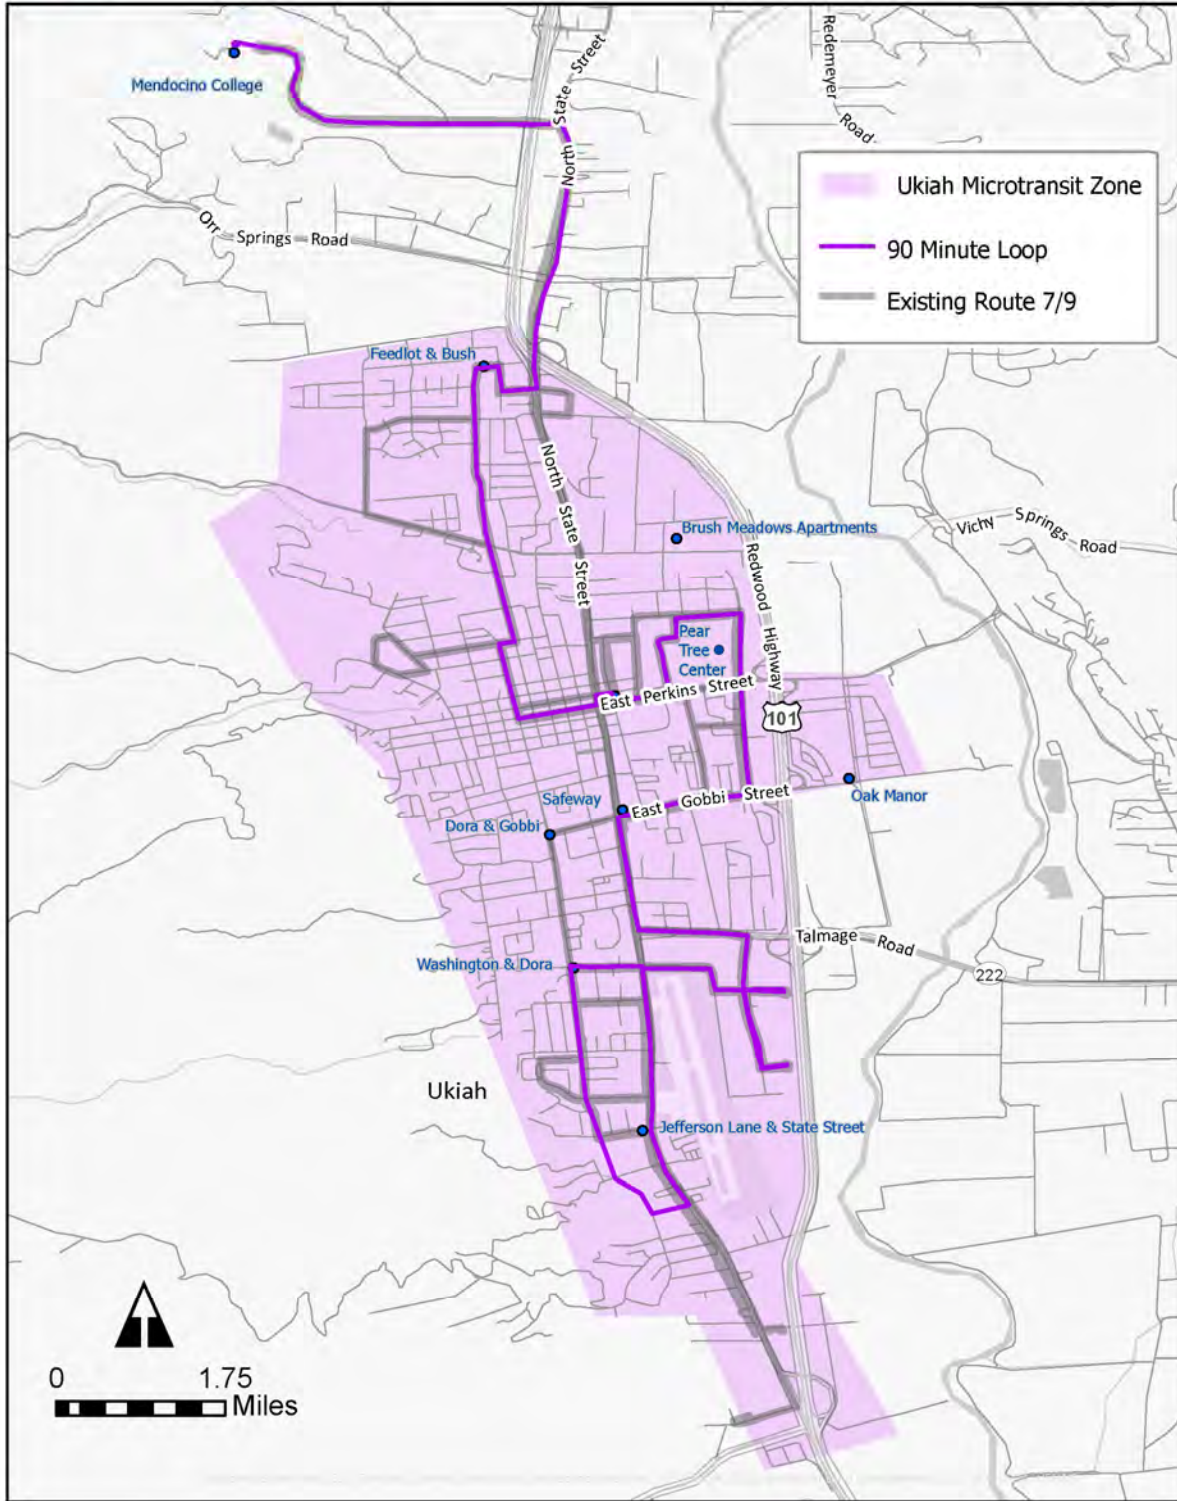 Mendocino College
North State Street
Redemeyer Road
Ukiah Microtransit Zone
90 Minute Loop
Existing Route 7/9
Orr Springs Road
Feedlot & Bush
North State Street
Brush Meadows Apartments
Vichy Springs Road
Redwood Highway
Pear
Tree
Center
East Perkins Street
101
Oak Manor
Safeway
East Gobbi Street
Dora & Gobbi
Talmage Road
Washington & Dora
222
Ukiah
Jefferson Lane & State Street
0 1.75
Miles